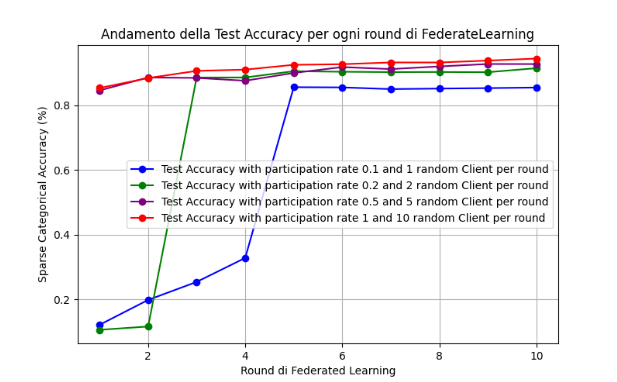 Andamento della Test Accuracy per ogni round di FederateLearning
Sparse Categorical Accuracy (%)
0.8
0.6
0.4
0.2
Test Accuracy with participation rate 0.1 and 1 random Client per round
Test Accuracy with participation rate 0.2 and 2 random Client per round
Test Accuracy with participation rate 0.5 and 5 random Client per round
Test Accuracy with participation rate 1 and 10 random Client per round
2 4 6 8 10
Round di Federated Learning